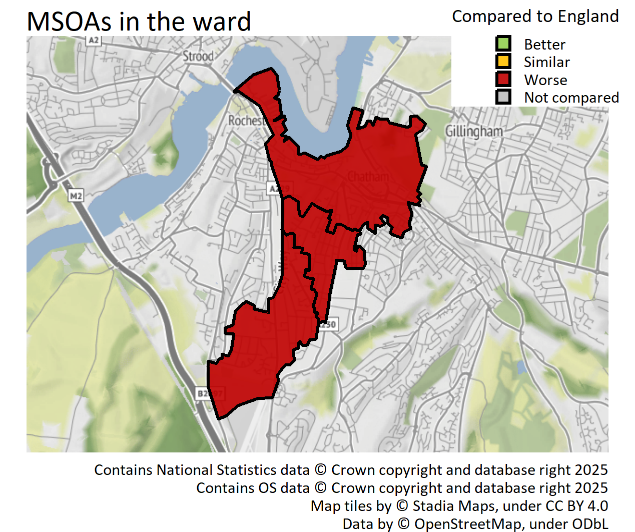 MSOAs in the ward
Compared to England
Better
Similar
Worse
Not compared
A2
Strood
Rochest
Gillingham
Chatham
M2
Contains National Statistics data © Crown copyright and database right 2025
Contains OS data © Crown copyright and database right 2025
Map tiles by © Stadia Maps, under CC BY 4.0
Data by © OpenStreetMap, under ODbL